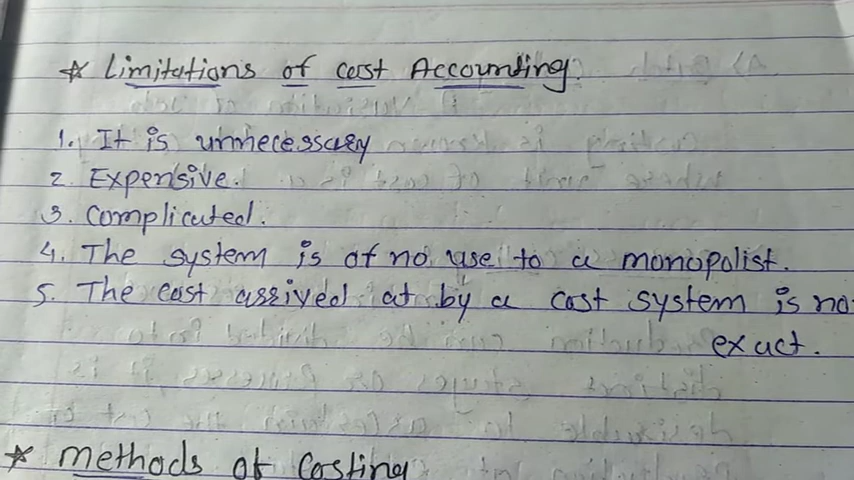 * Limitations of cost Accounting.
1. It is unnecessary
2. Expensive.
3. Complicated.
4. The system is of no use to a monopolist.
5. The cost arrived at by a cost system is no
exact.
* methods of Costing